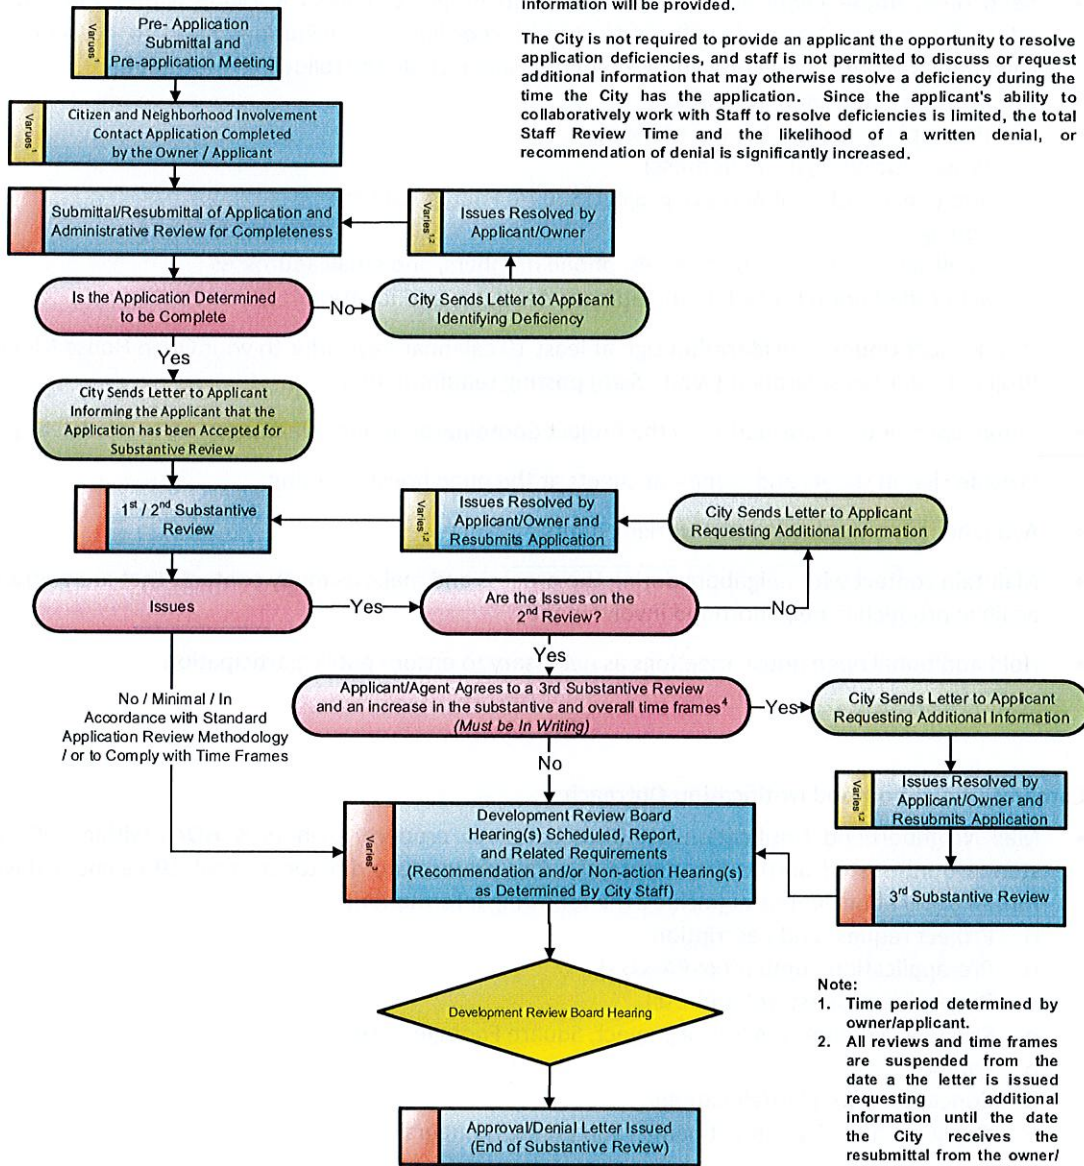 information will be provided.
The City is not required to provide an applicant the opportunity to resolve
application deficiencies, and staff is not permitted to discuss or request
additional information that may otherwise resolve a deficiency during the
time the City has the application. Since the applicant's ability to
collaboratively work with Staff to resolve deficiencies is limited, the total
Staff Review Time and the likelihood of a written denial, or
recommendation of denial is significantly increased.
Varues1
Pre- Application
Submittal and
Pre-application Meeting
Varues1
Citizen and Neighborhood Involvement
Contact Application Completed
by the Owner / Applicant
Submittal/Resubmittal of Application and
Administrative Review for Completeness
Varies1,2
Issues Resolved by
Applicant/Owner
Is the Application Determined
to be Complete
No
City Sends Letter to Applicant
Identifying Deficiency
Yes
City Sends Letter to Applicant
Informing the Applicant that the
Application has been Accepted for
Substantive Review
1st / 2nd Substantive
Review
Varies1,2
Issues Resolved by
Applicant/Owner and
Resubmits Application
City Sends Letter to Applicant
Requesting Additional Information
Issues
Yes
Are the Issues on the
2nd Review?
No
Yes
No / Minimal / In
Accordance with Standard
Application Review Methodology
/ or to Comply with Time Frames
Applicant/Agent Agrees to a 3rd Substantive Review
and an increase in the substantive and overall time frames4
(Must be In Writing)
Yes
City Sends Letter to Applicant
Requesting Additional Information
No
Varies1,2
Issues Resolved by
Applicant/Owner and
Resubmits Application
Varies3
Development Review Board
Hearing(s) Scheduled, Report,
and Related Requirements
(Recommendation and/or Non-action Hearing(s)
as Determined By City Staff)
3rd Substantive Review
Development Review Board Hearing
Approval/Denial Letter Issued
(End of Substantive Review)
Note:
1. Time period determined by
owner/applicant.
2. All reviews and time frames
are suspended from the
date a the letter is issued
requesting additional
information until the date
the City receives the
resubmittal from the owner/